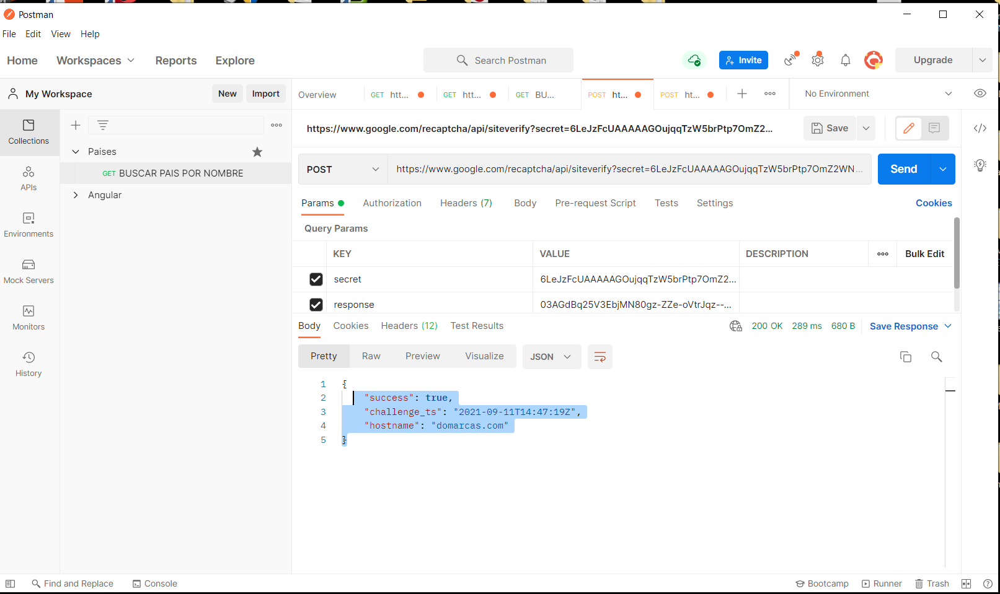 Postman
File Edit View Help
Home Workspaces Reports Explore
Search Postman
Invite
Upgrade
My Workspace
New Import
Overview
GET htt...
GET htt...
GET BU...
POST ht...
POST ht...
No Environment
Collections
APIs
Environments
Mock Servers
Monitors
History
Paises
GET BUSCAR PAIS POR NOMBRE
Angular
https://www.google.com/recaptcha/api/siteverify?secret=6LeJzFcUAAAAAGOujqqTzW5brPtp7OmZ2...
Save
POST
https://www.google.com/recaptcha/api/siteverify?secret=6LeJzFcUAAAAAGOujqqTzW5brPtp7OmZ2WN...
Send
Params Authorization Headers (7) Body Pre-request Script Tests Settings
Cookies
Query Params
KEY VALUE DESCRIPTION
Bulk Edit
secret 6LeJzFcUAAAAAGOujqqTzW5brPtp7OmZ2...
response 03AGdBq25V3EbjMN80gz-ZZe-oVtrJqz--...
Body Cookies Headers (12) Test Results
200 OK 289 ms 680 B
Save Response
Pretty Raw Preview Visualize
JSON
1 {
2 "success": true,
3 "challenge_ts": "2021-09-11T14:47:19Z",
4 "hostname": "domarcas.com"
5 }
Find and Replace Console
Bootcamp Runner Trash